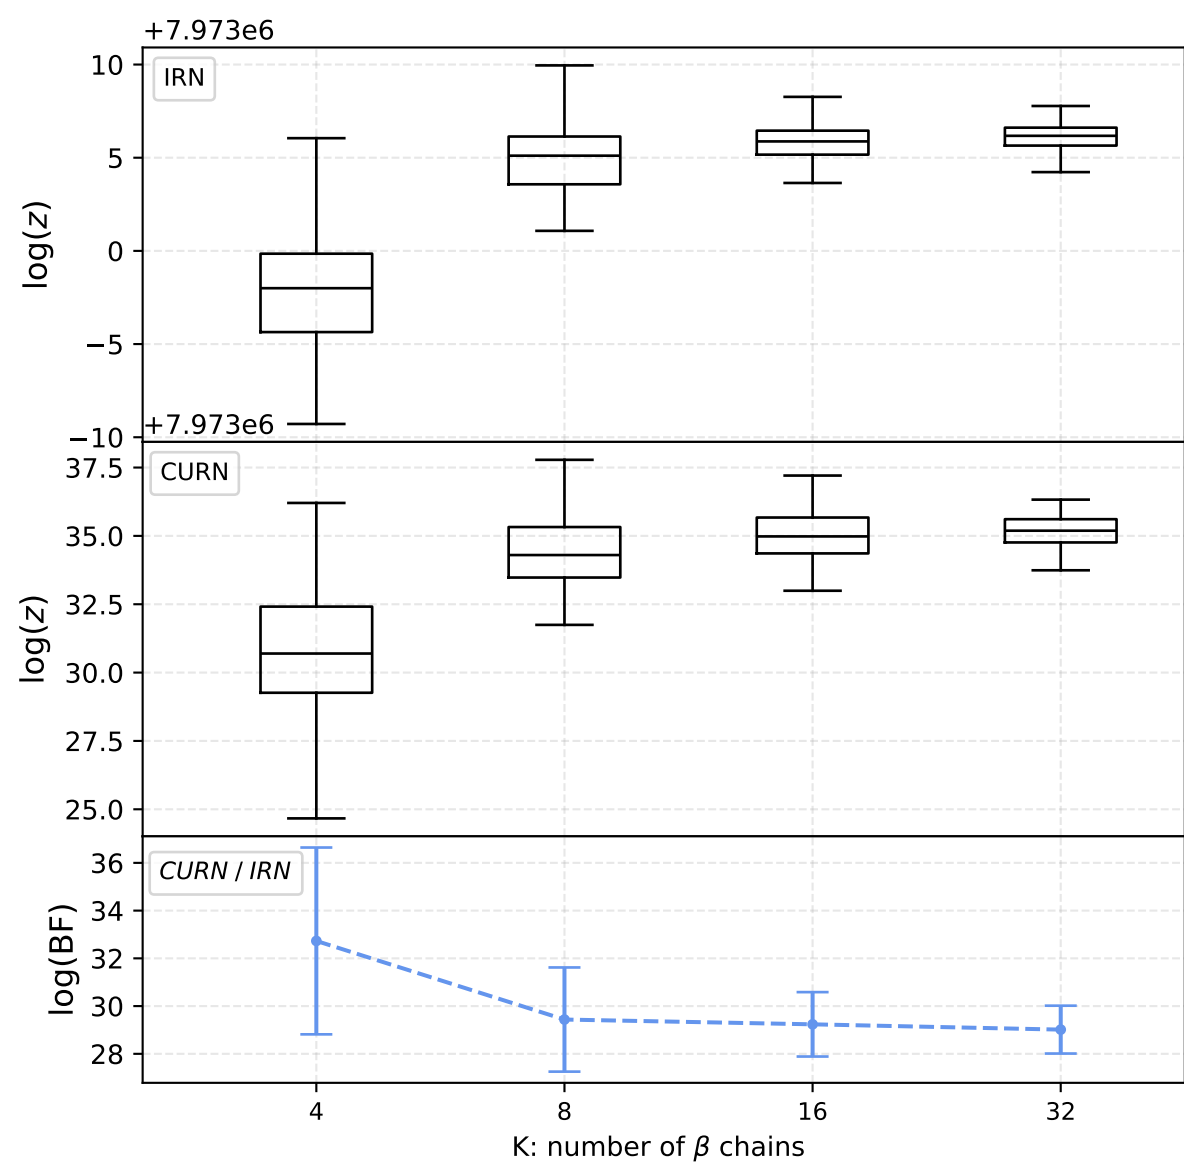 +7.973e6
10
IRN
5
0
−5
−10
log(z)
+7.973e6
37.5
CURN
35.0
32.5
30.0
27.5
25.0
log(z)
36
CURN / IRN
34
32
30
28
log(BF)
4 8 16 32
K: number of β chains